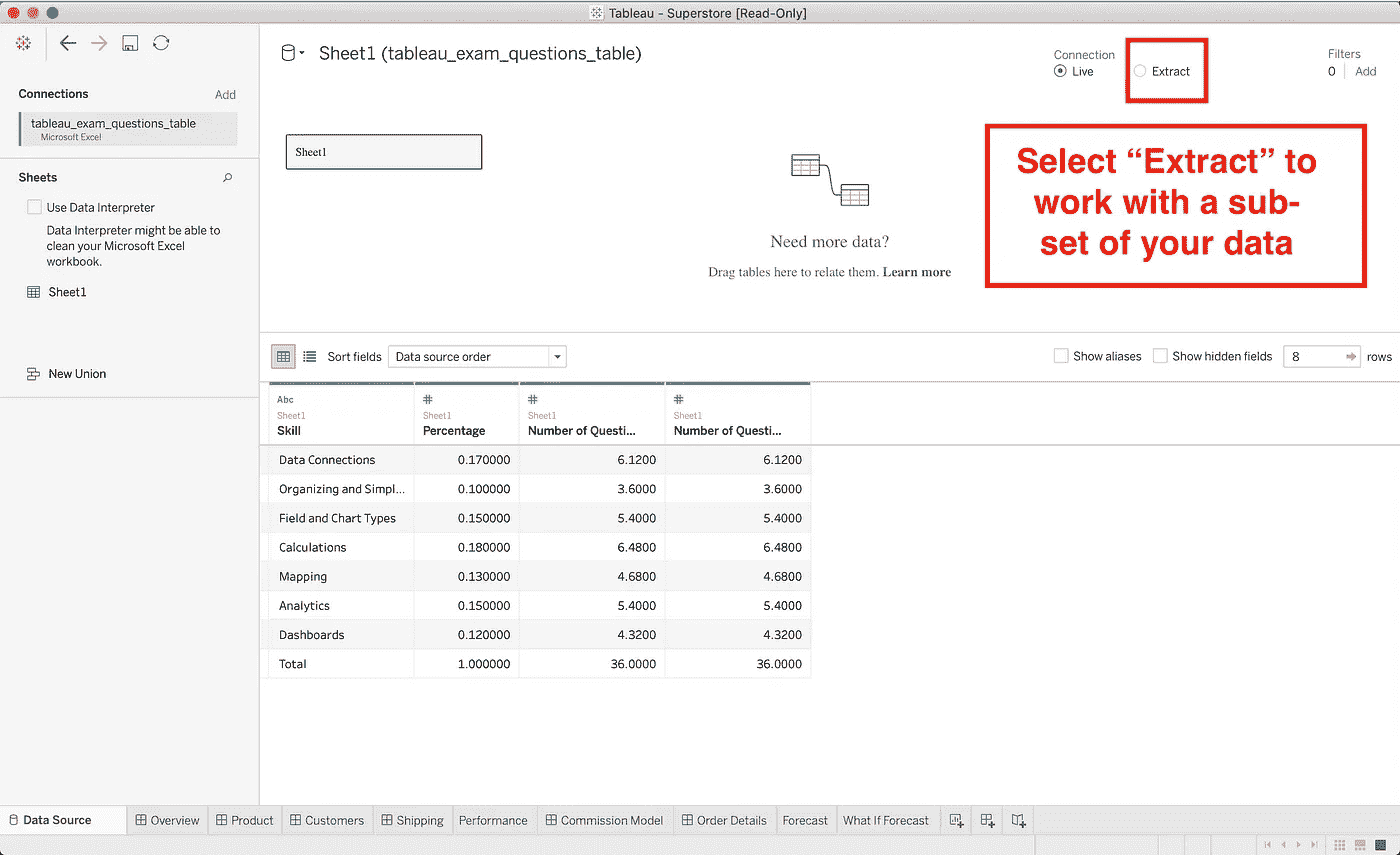 Tableau - Superstore [Read-Only]
Connections
Add
tableau_exam_questions_table
Microsoft Excel
Sheets
Use Data Interpreter
Data Interpreter might be able to
clean your Microsoft Excel
workbook.
Sheet1
New Union
Sheet1 (tableau_exam_questions_table)
Connection
Live
Extract
Filters
0 Add
Sheet1
Need more data?
Drag tables here to relate them. Learn more
Select “Extract” to
work with a sub-
set of your data
Sort fields Data source order
Show aliases Show hidden fields 8 rows
Abc # # #
Sheet1 Sheet1 Sheet1 Sheet1
Skill Percentage Number of Questi... Number of Questi...
Data Connections 0.170000 6.1200 6.1200
Organizing and Simpl... 0.100000 3.6000 3.6000
Field and Chart Types 0.150000 5.4000 5.4000
Calculations 0.180000 6.4800 6.4800
Mapping 0.130000 4.6800 4.6800
Analytics 0.150000 5.4000 5.4000
Dashboards 0.120000 4.3200 4.3200
Total 1.000000 36.0000 36.0000
Data Source Overview Product Customers Shipping Performance Commission Model Order Details Forecast What If Forecast